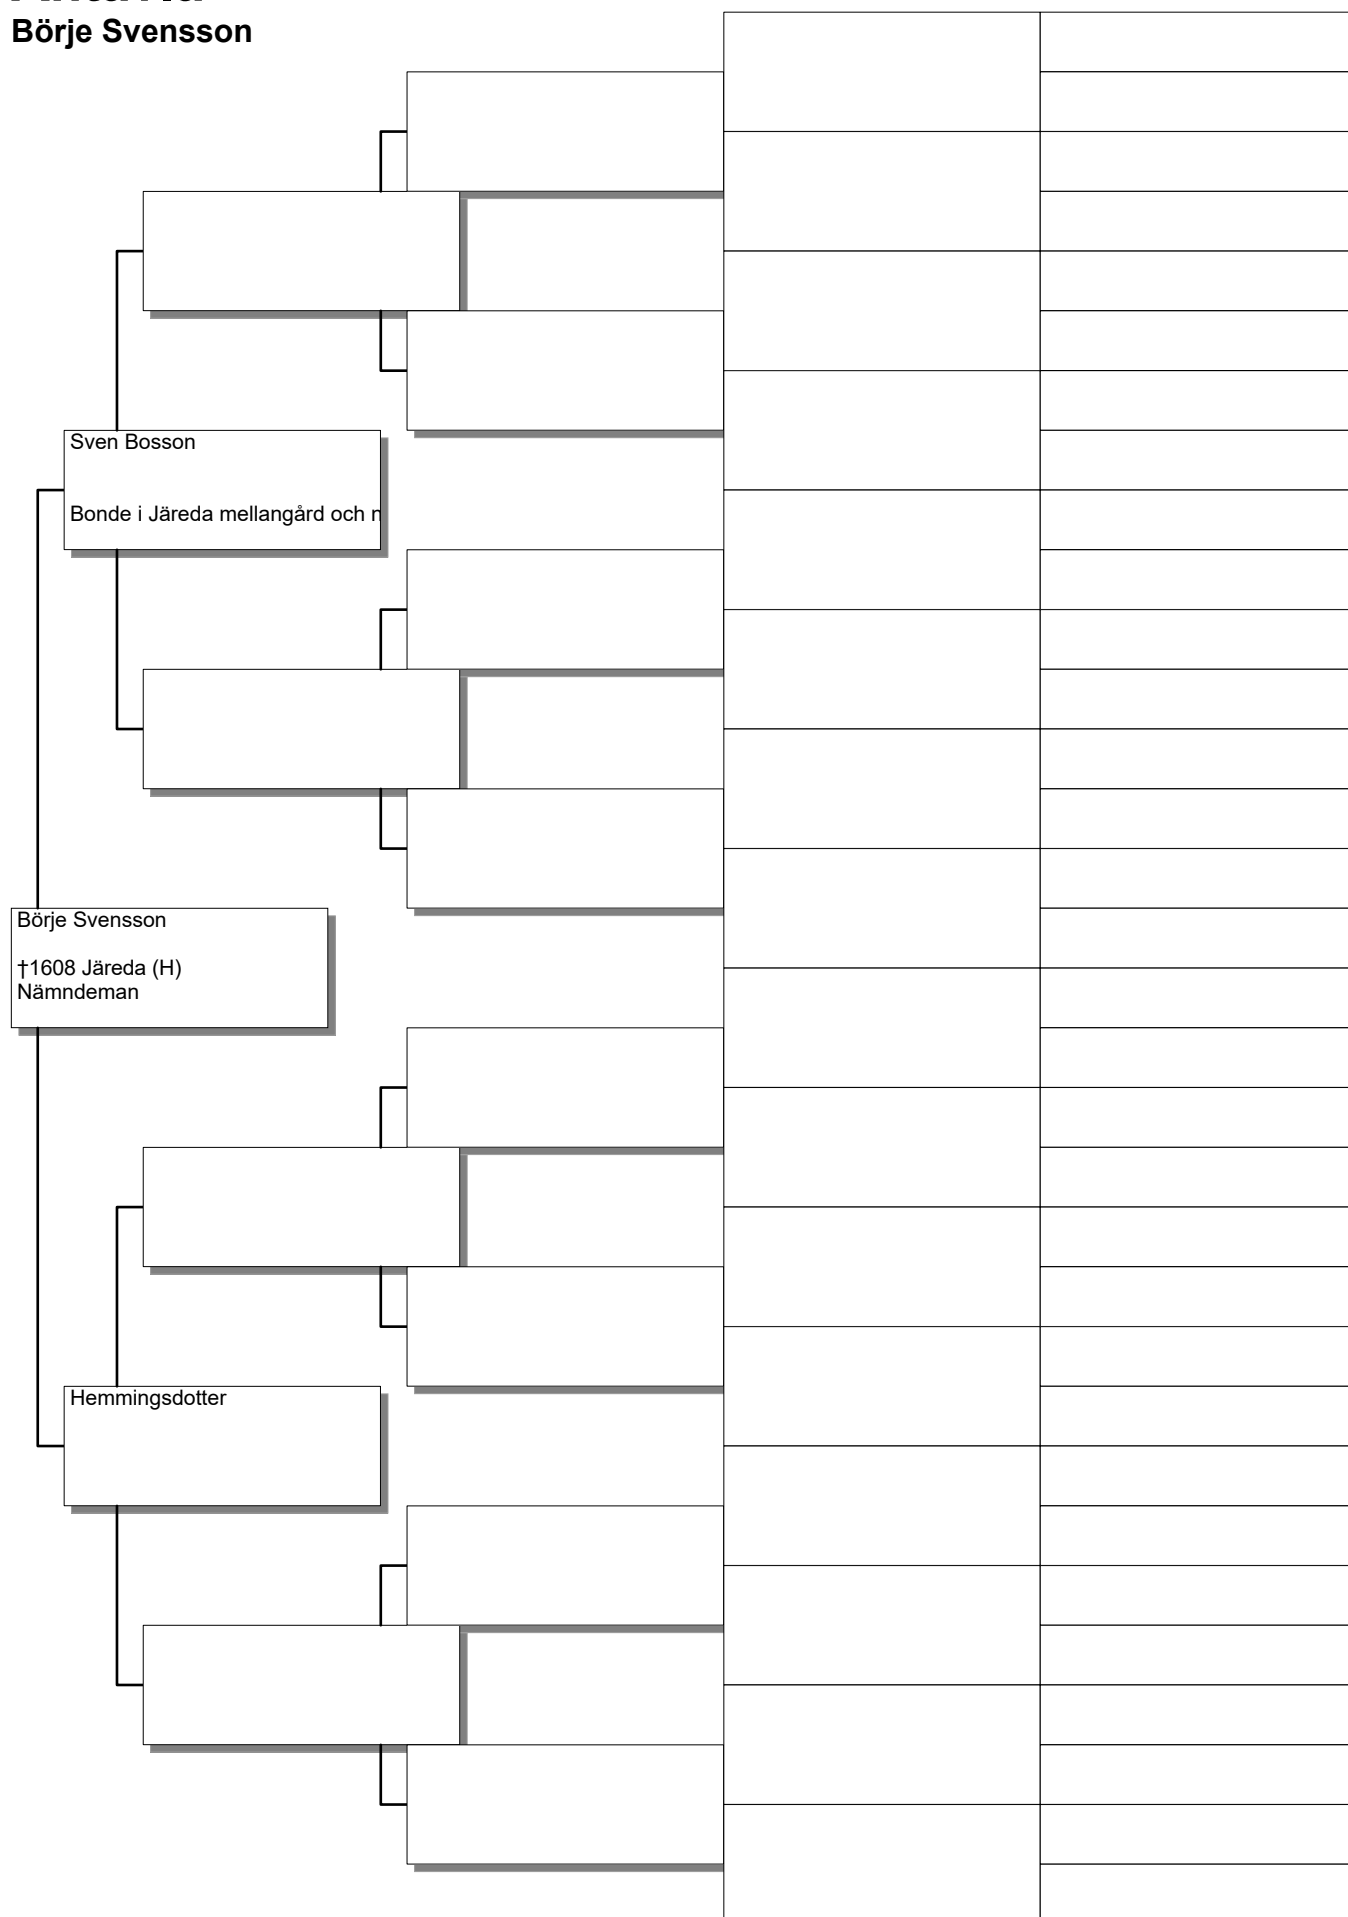 Börje Svensson
Sven Bosson
Bonde i Järeda mellangård och n
Börje Svensson
†1608 Järeda (H)
Nämndeman
Hemmingsdotter